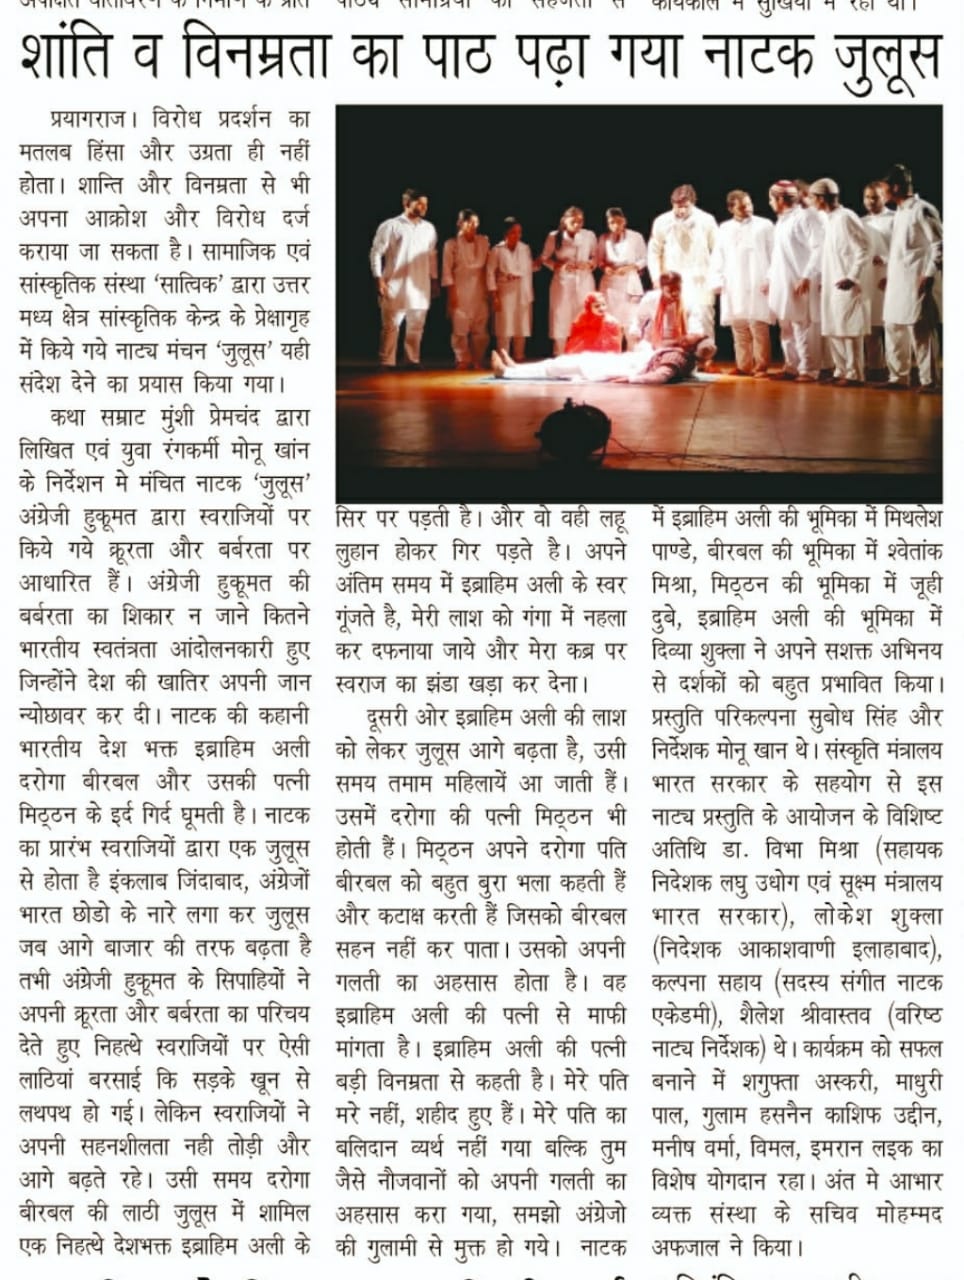 शांति व विनम्रता का पाठ पढ़ा गया नाटक जुलूस
प्रयागराज। विरोध प्रदर्शन का
मतलब हिंसा और उग्रता ही नहीं
होता। शान्ति और विनम्रता से भी
अपना आक्रोश और विरोध दर्ज
कराया जा सकता है। सामाजिक एवं
सांस्कृतिक संस्था ‘सात्विक’ द्वारा उत्तर
मध्य क्षेत्र सांस्कृतिक केन्द्र के प्रेक्षागृह
में किये गये नाट्य मंचन ‘जुलूस’ यही
संदेश देने का प्रयास किया गया।
कथा सम्राट मुंशी प्रेमचंद द्वारा
लिखित एवं युवा रंगकर्मी मोनू खांन
के निर्देशन मे मंचित नाटक ‘जुलूस’
अंग्रेजी हुकूमत द्वारा स्वराजियों पर
किये गये क्रूरता और बर्बरता पर
आधारित हैं। अंग्रेजी हुकूमत की
बर्बरता का शिकार न जाने कितने
भारतीय स्वतंत्रता आंदोलनकारी हुए
जिन्होंने देश की खातिर अपनी जान
न्योछावर कर दी। नाटक की कहानी
भारतीय देश भक्त इब्राहिम अली
दरोगा बीरबल और उसकी पत्नी
मिठ्ठन के इर्द गिर्द घूमती है। नाटक
का प्रारंभ स्वराजियों द्वारा एक जुलूस
से होता है इंकलाब जिंदाबाद, अंग्रेजों
भारत छोडो के नारे लगा कर जुलूस
जब आगे बाजार की तरफ बढ़ता है
तभी अंग्रेजी हुकूमत के सिपाहियों ने
अपनी क्रूरता और बर्बरता का परिचय
देते हुए निहत्थे स्वराजियों पर ऐसी
लाठियां बरसाई कि सड़के खून से
लथपथ हो गई। लेकिन स्वराजियों ने
अपनी सहनशीलता नही तोड़ी और
आगे बढ़ते रहे। उसी समय दरोगा
बीरबल की लाठी जुलूस में शामिल
एक निहत्थे देशभक्त इब्राहिम अली के
सिर पर पड़ती है। और वो वही लहू
लुहान होकर गिर पड़ते है। अपने
अंतिम समय में इब्राहिम अली के स्वर
गूंजते है, मेरी लाश को गंगा में नहला
कर दफनाया जाये और मेरा कब्र पर
स्वराज का झंडा खड़ा कर देना।
दूसरी ओर इब्राहिम अली की लाश
को लेकर जुलूस आगे बढ़ता है, उसी
समय तमाम महिलायें आ जाती हैं।
उसमें दरोगा की पत्नी मिठ्ठन भी
होती हैं। मिठ्ठन अपने दरोगा पति
बीरबल को बहुत बुरा भला कहती हैं
और कटाक्ष करती हैं जिसको बीरबल
सहन नहीं कर पाता। उसको अपनी
गलती का अहसास होता है। वह
इब्राहिम अली की पत्नी से माफी
मांगता है। इब्राहिम अली की पत्नी
बड़ी विनम्रता से कहती है। मेरे पति
मरे नहीं, शहीद हुए हैं। मेरे पति का
बलिदान व्यर्थ नहीं गया बल्कि तुम
जैसे नौजवानों को अपनी गलती का
अहसास करा गया, समझो अंग्रेजो
की गुलामी से मुक्त हो गये। नाटक
में इब्राहिम अली की भूमिका में मिथलेश
पाण्डे, बीरबल की भूमिका में श्वेतांक
मिश्रा, मिठ्ठन की भूमिका में जूही
दुबे, इब्राहिम अली की भूमिका में
दिव्या शुक्ला ने अपने सशक्त अभिनय
से दर्शकों को बहुत प्रभावित किया।
प्रस्तुति परिकल्पना सुबोध सिंह और
निर्देशक मोनू खान थे। संस्कृति मंत्रालय
भारत सरकार के सहयोग से इस
नाट्य प्रस्तुति के आयोजन के विशिष्ट
अतिथि डा. विभा मिश्रा (सहायक
निदेशक लघु उधोग एवं सूक्ष्म मंत्रालय
भारत सरकार), लोकेश शुक्ला
(निदेशक आकाशवाणी इलाहाबाद),
कल्पना सहाय (सदस्य संगीत नाटक
एकेडमी), शैलेश श्रीवास्तव (वरिष्ठ
नाट्य निर्देशक) थे। कार्यक्रम को सफल
बनाने में शगुफ्ता अस्करी, माधुरी
पाल, गुलाम हसनैन काशिफ उद्दीन,
मनीष वर्मा, विमल, इमरान लइक का
विशेष योगदान रहा। अंत मे आभार
व्यक्त संस्था के सचिव मोहम्मद
अफजाल ने किया।